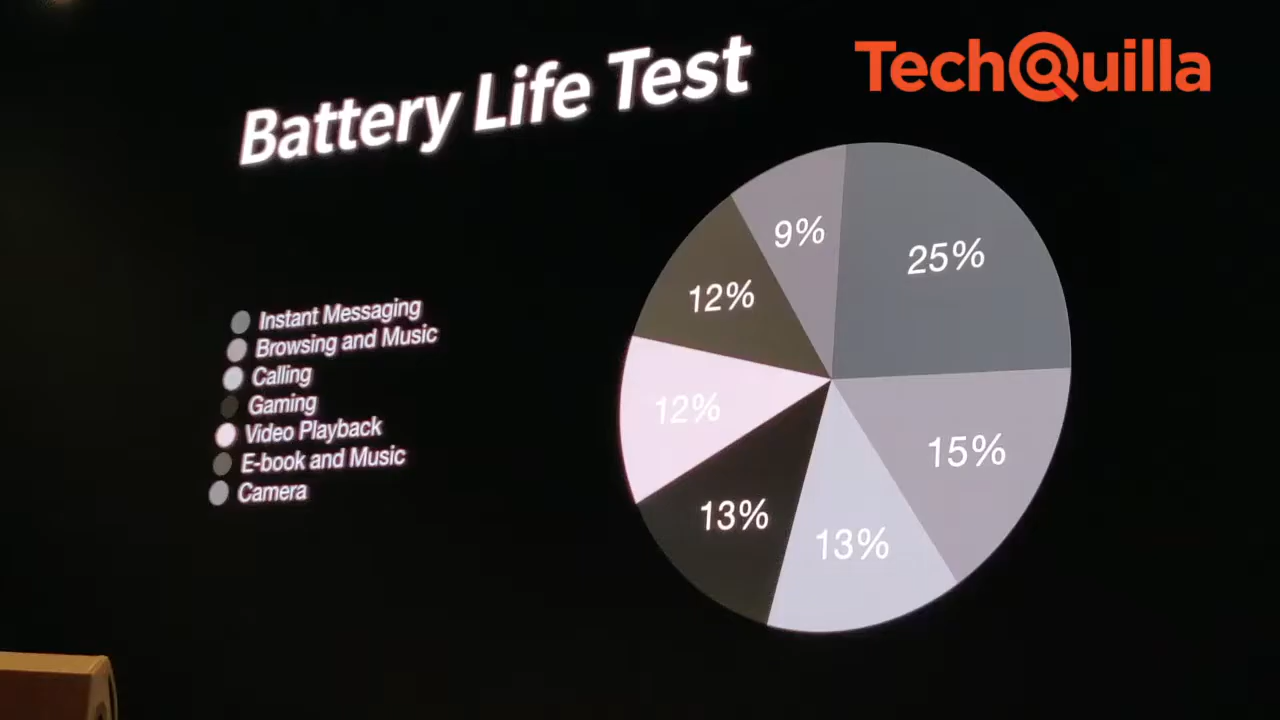 TechQuilla
Battery Life Test
Instant Messaging
Browsing and Music
Calling
Gaming
Video Playback
E-book and Music
Camera
9%
25%
12%
12%
15%
13%
13%